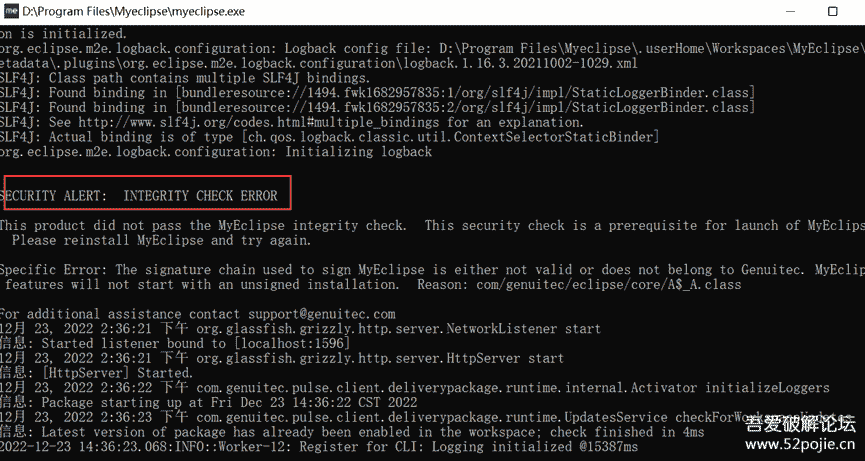 me D:\Program Files\Myeclipse\myeclipse.exe
on is initialized.
org.eclipse.m2e.logback.configuration: Logback config file: D:\Program Files\Myeclipse\.userHome\Workspaces\MyEclipse\
etadata\.plugins\org.eclipse.m2e.logback.configuration\logback.1.16.3.20211002-1029.xml
SLF4J: Class path contains multiple SLF4J bindings.
SLF4J: Found binding in [bundleresource://1494.fwk1682957835:1/org/slf4j/impl/StaticLoggerBinder.class]
SLF4J: Found binding in [bundleresource://1494.fwk1682957835:2/org/slf4j/impl/StaticLoggerBinder.class]
SLF4J: See http://www.slf4j.org/codes.html#multiple_bindings for an explanation.
SLF4J: Actual binding is of type [ch.qos.logback.classic.util.ContextSelectorStaticBinder]
org.eclipse.m2e.logback.configuration: Initializing logback
SECURITY ALERT:  INTEGRITY CHECK ERROR
This product did not pass the MyEclipse integrity check.  This security check is a prerequisite for launch of MyEclips
Please reinstall MyEclipse and try again.
Specific Error: The signature chain used to sign MyEclipse is either not valid or does not belong to Genuitec. MyEclip
features will not start with an unsigned installation.  Reason: com/genuitec/eclipse/core/A$_A.class
For additional assistance contact support@genuitec.com
12月 23, 2022 2:36:21 下午 org.glassfish.grizzly.http.server.NetworkListener start
信息: Started listener bound to [localhost:1596]
12月 23, 2022 2:36:21 下午 org.glassfish.grizzly.http.server.HttpServer start
信息: [HttpServer] Started.
12月 23, 2022 2:36:22 下午 com.genuitec.pulse.client.deliverypackage.runtime.internal.Activator initializeLoggers
信息: Package starting up at Fri Dec 23 14:36:22 CST 2022
12月 23, 2022 2:36:23 下午 com.genuitec.pulse.client.deliverypackage.runtime.UpdatesService
信息: Latest version of package has already been enabled in the workspace; check finished in 4ms
2022-12-23 14:36:23.068:INFO::Worker-12: Register for CLI: Logging initialized @15387ms
吾爱破解论坛
www.52pojie.cn